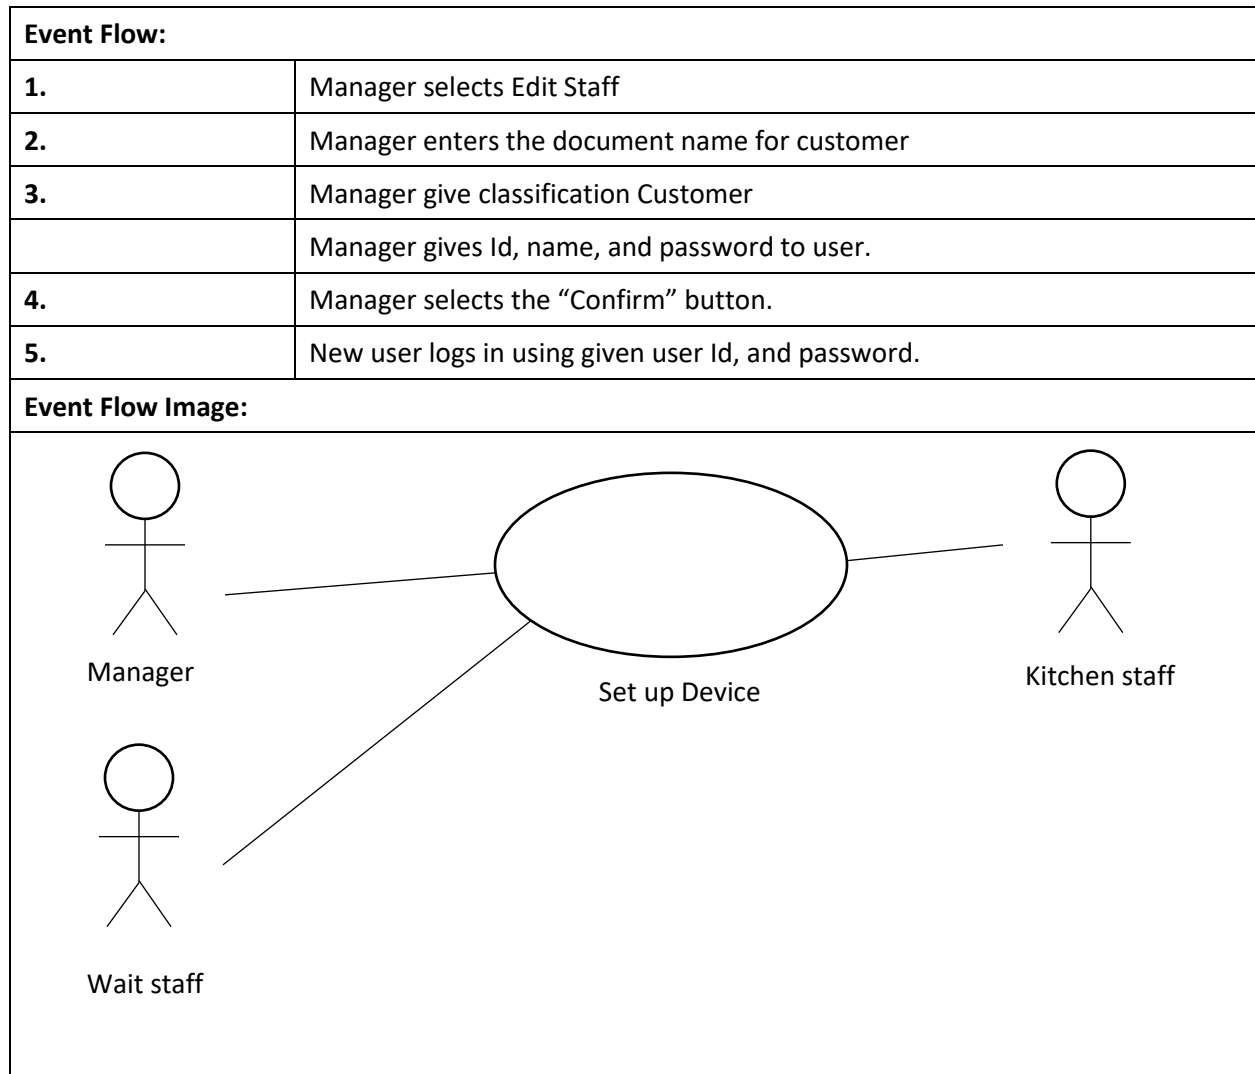 Event Flow:
1. Manager selects Edit Staff
2. Manager enters the document name for customer
3. Manager give classification Customer
Manager gives Id, name, and password to user.
4. Manager selects the “Confirm” button.
5. New user logs in using given user Id, and password.
Event Flow Image:
Manager
Set up Device
Kitchen staff
Wait staff